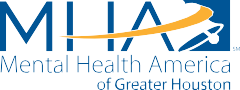 MHA
Mental Health America
of Greater Houston